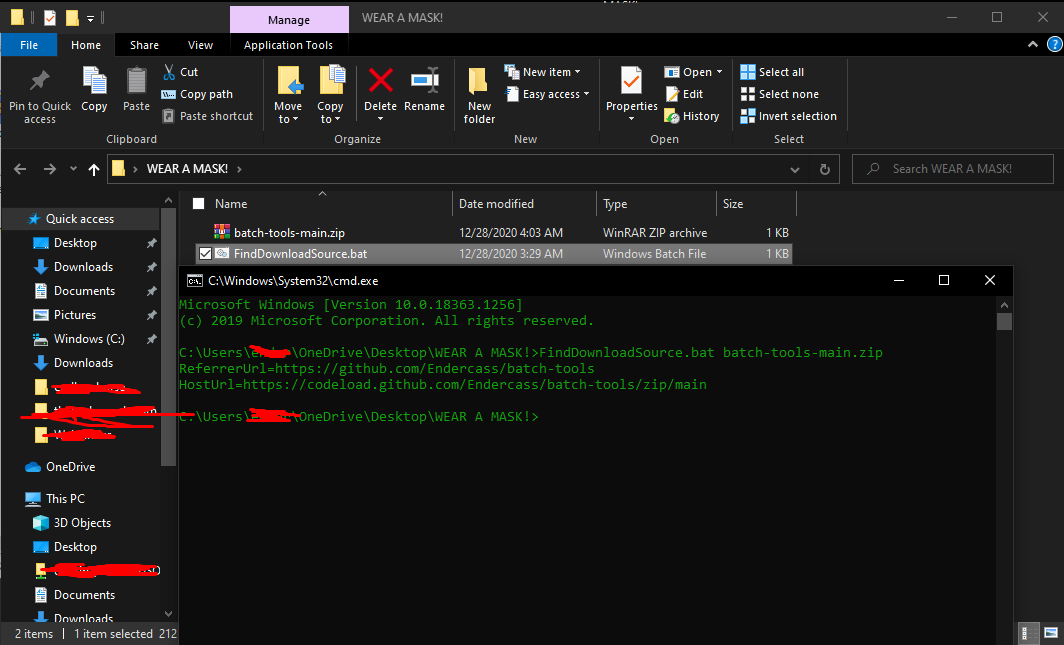 MASK!
Manage
WEAR A MASK!
File Home Share View Application Tools
Pin to Quick access
Copy
Paste
Cut
Copy path
Paste shortcut
Move to
Copy to
Delete
Rename
New folder
New item
Easy access
Properties
Open
Edit
History
Select all
Select none
Invert selection
Clipboard Organize New Open Select
WEAR A MASK!
Search WEAR A MASK!
Name Date modified Type Size
batch-tools-main.zip 12/28/2020 4:03 AM WinRAR ZIP archive 1 KB
FindDownloadSource.bat 12/28/2020 3:29 AM Windows Batch File 1 KB
Quick access
Desktop
Downloads
Documents
Pictures
Windows (C:)
Downloads
OneDrive
This PC
3D Objects
Desktop
Documents
Downloads
2 items 1 item selected 212
C:\Windows\System32\cmd.exe
Microsoft Windows [Version 10.0.18363.1256]
(c) 2019 Microsoft Corporation. All rights reserved.
C:\Users\ \OneDrive\Desktop\WEAR A MASK!>FindDownloadSource.bat batch-tools-main.zip
ReferrerUrl=https://github.com/Endercass/batch-tools
HostUrl=https://codeload.github.com/Endercass/batch-tools/zip/main
C:\Users\ \OneDrive\Desktop\WEAR A MASK!>